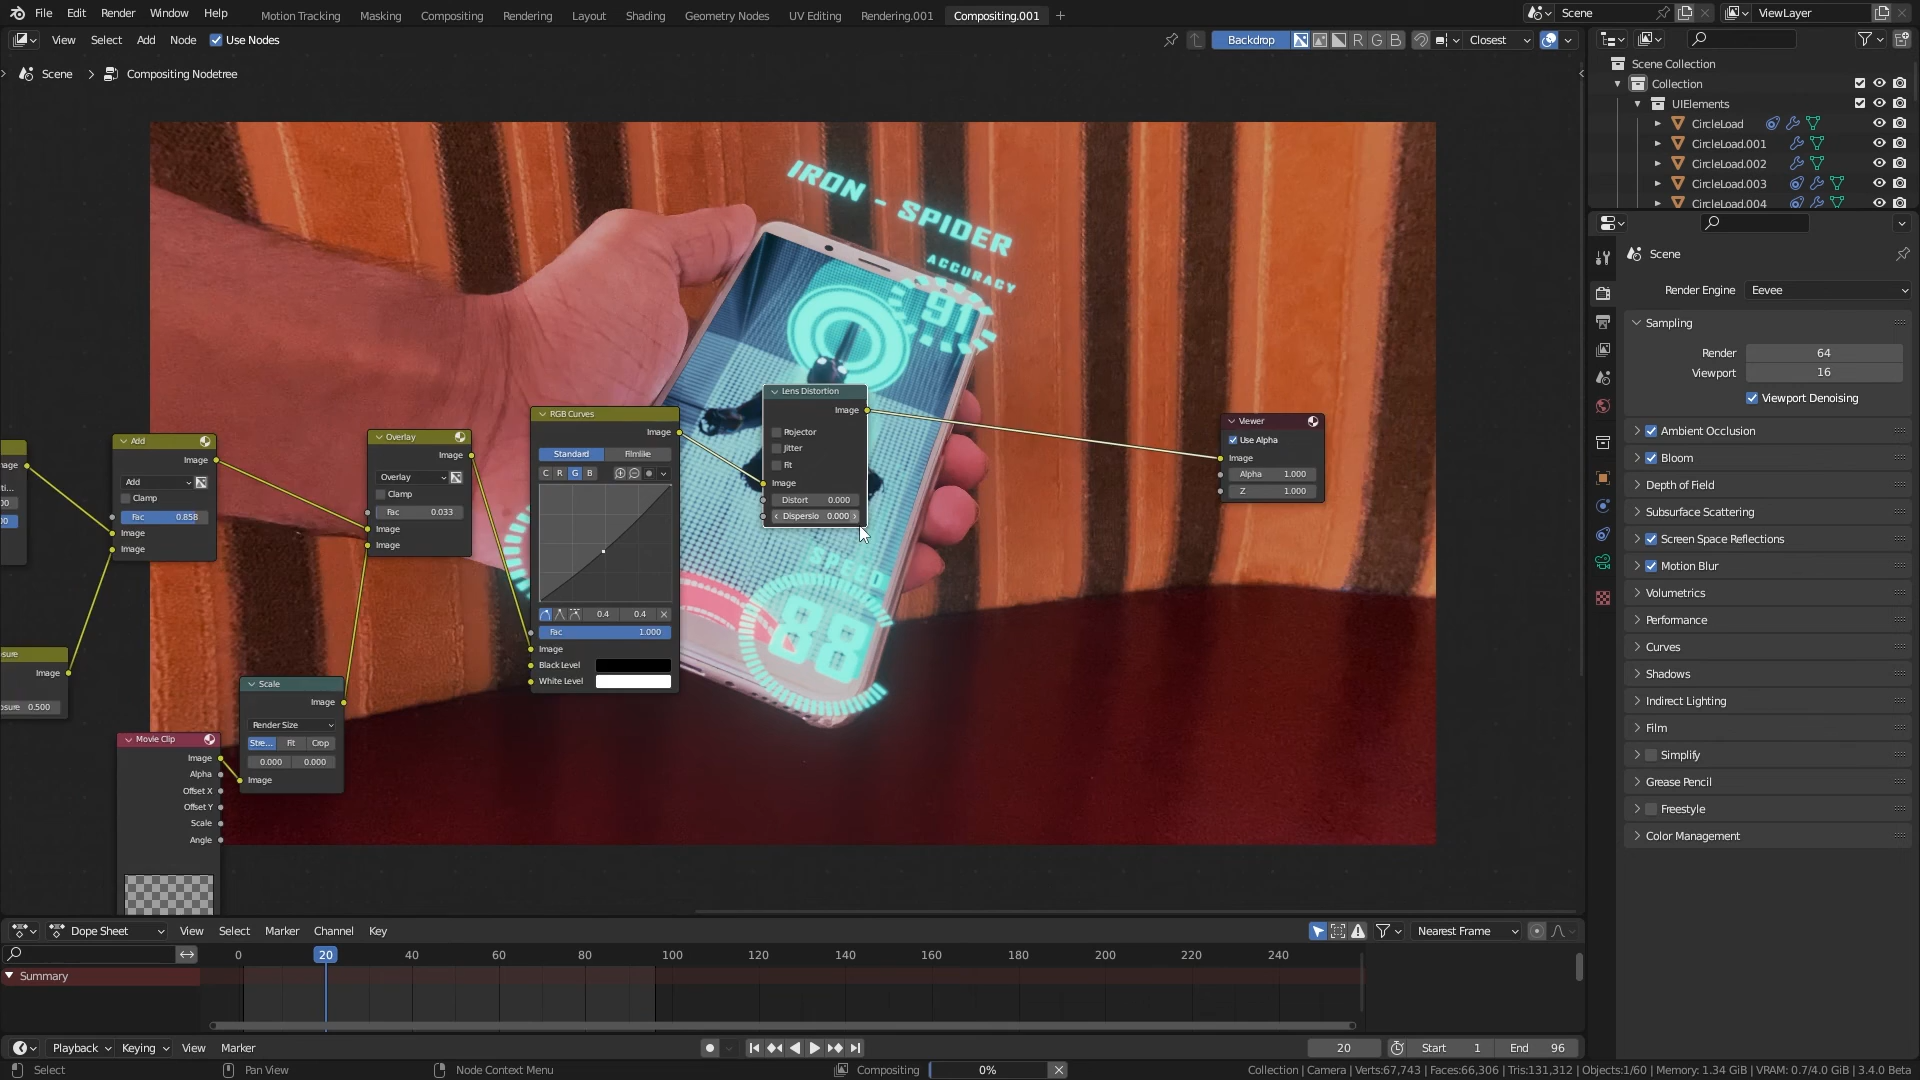 File Edit Render Window Help Motion Tracking Masking Compositing Rendering Layout Shading Geometry Nodes UV Editing Rendering.001 Compositing.001 Scene ViewLayer
View Select Add Node Use Nodes Backdrop R G B Closest
Scene Compositing Nodetree
Scene Collection
Collection
UIElements
CircleLoad
CircleLoad.001
CircleLoad.002
CircleLoad.003
CircleLoad.004
Scene
Render Engine Eevee
Sampling
Render 64
Viewport 16
Viewport Denoising
Ambient Occlusion
Bloom
Depth of Field
Subsurface Scattering
Screen Space Reflections
Motion Blur
Volumetrics
Performance
Curves
Shadows
Indirect Lighting
Film
Simplify
Grease Pencil
Freestyle
Color Management
IRON - SPIDER
ACCURACY
91
SPEED
88
Add
Image
Add
Clamp
Fac 0.858
Image
Image
Overlay
Image
Overlay
Clamp
Fac 0.033
Image
Image
RGB Curves
Image
Standard Filmlike
C R G B
0.4 0.4
Fac 1.000
Image
Black Level
White Level
Lens Distortion
Image
Projector
Jitter
Fit
Image
Distort 0.000
Dispersio 0.000
Viewer
Use Alpha
Image
Alpha 1.000
Z 1.000
Image
osure 0.500
Scale
Image
Render Size
Stre... Fit Crop
0.000 0.000
Image
Movie Clip
Image
Alpha
Offset X
Offset Y
Scale
Angle
Dope Sheet View Select Marker Channel Key Nearest Frame
0 20 40 60 80 100 120 140 160 180 200 220 240
Summary
Playback Keying View Marker 20 Start 1 End 96
Select Pan View Node Context Menu Compositing 0% Collection | Camera | Verts:67,743 | Faces:66,306 | Tris:131,312 | Objects:1/60 | Memory: 1.34 GiB | VRAM: 0.7/4.0 GiB | 3.4.0 Beta